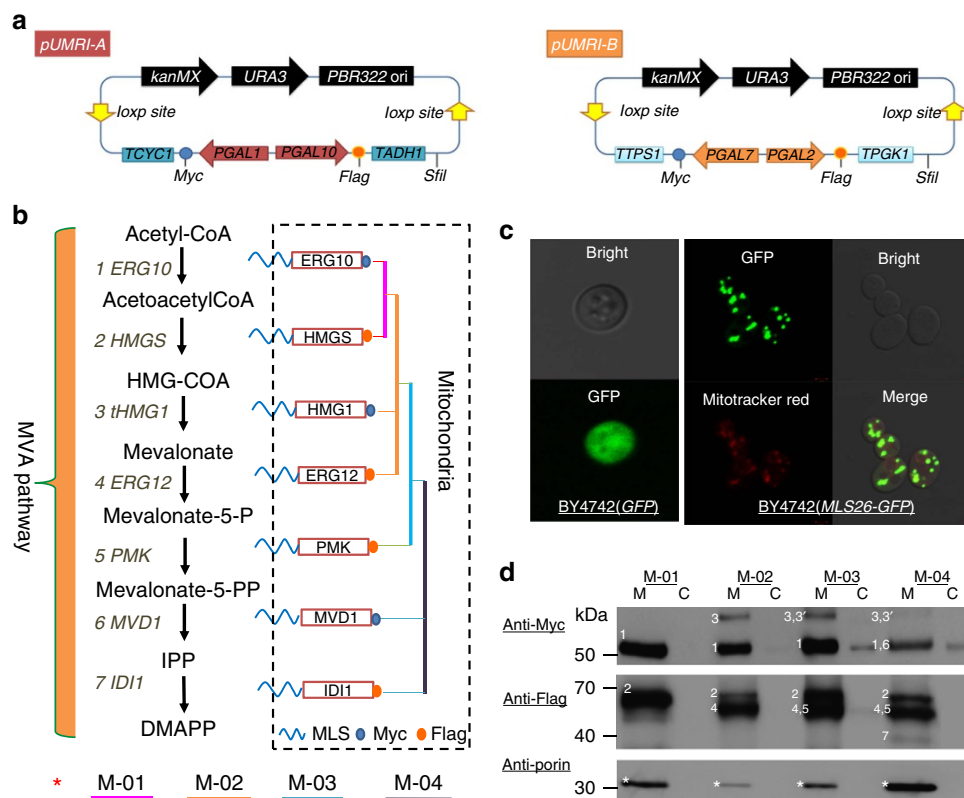 a
pUMRI-A
kanMX URA3 PBR322 ori
loxp site loxp site
TCYC1 PGAL1 PGAL10 TADH1
Myc Flag SfiI
pUMRI-B
kanMX URA3 PBR322 ori
loxp site loxp site
TTPS1 PGAL7 PGAL2 TPGK1
Myc Flag SfiI
b
MVA pathway
Acetyl-CoA
1 ERG10
AcetoacetylCoA
2 HMGS
HMG-COA
3 tHMG1
Mevalonate
4 ERG12
Mevalonate-5-P
5 PMK
Mevalonate-5-PP
6 MVD1
IPP
7 IDI1
DMAPP
ERG10
HMGS
HMG1
ERG12
PMK
MVD1
IDI1
Mitochondria
MLS Myc Flag
* M-01 M-02 M-03 M-04
c
Bright
GFP
BY4742(GFP)
GFP
Bright
Mitotracker red
Merge
BY4742(MLS26-GFP)
d
M-01 M-02 M-03 M-04
kDa M C M C M C M C
Anti-Myc
50
1 3 1 3,3′ 1 3,3′ 1,6
Anti-Flag
70
40
2 2 4 2 4,5 2 4,5 7
Anti-porin
30
* * * *